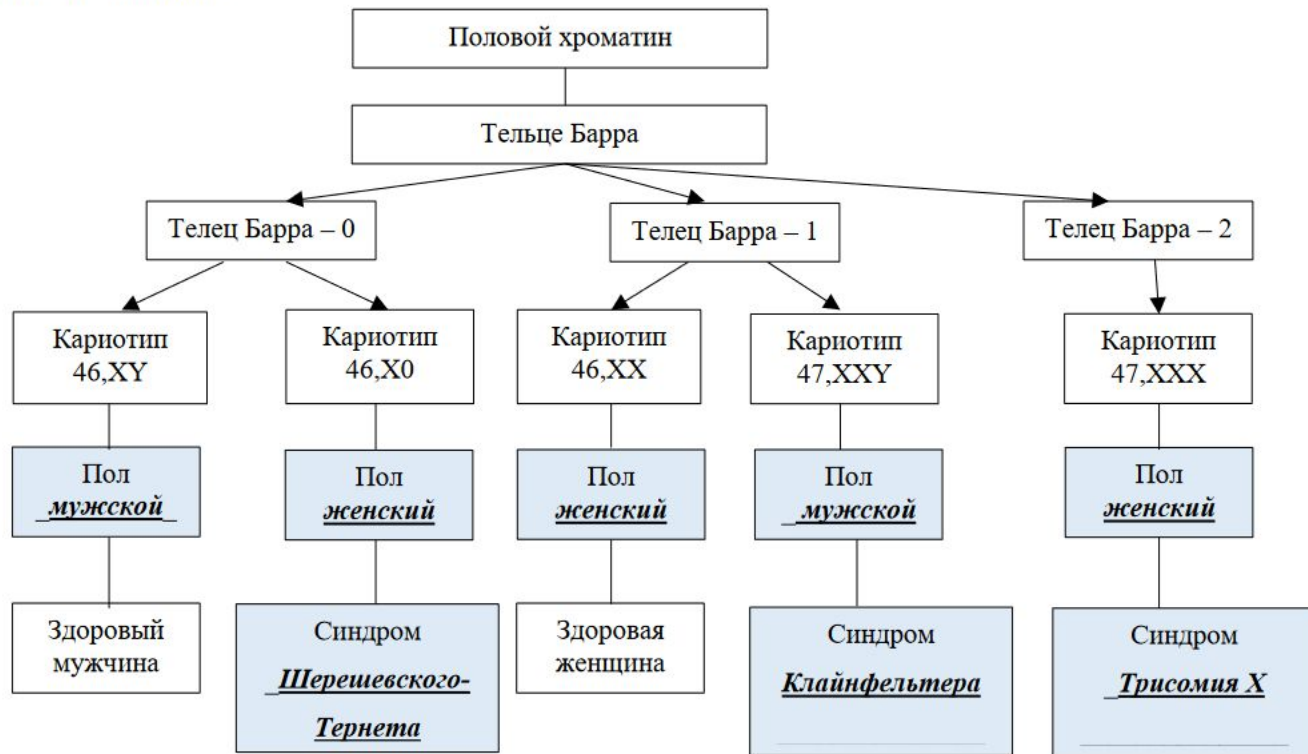 Половой хроматин
Тельце Барра
Телец Барра – 0
Телец Барра – 1
Телец Барра – 2
Кариотип
46,XY
Кариотип
46,X0
Кариотип
46,XX
Кариотип
47,XXY
Кариотип
47,XXX
Пол
_мужской_
Пол
женский
Пол
женский
Пол
_мужской
Пол
женский
Здоровый
мужчина
Синдром
_Шерешевского-
Тернета
Здоровая
женщина
Синдром
Клайнфельтера
Синдром
_Трисомия X